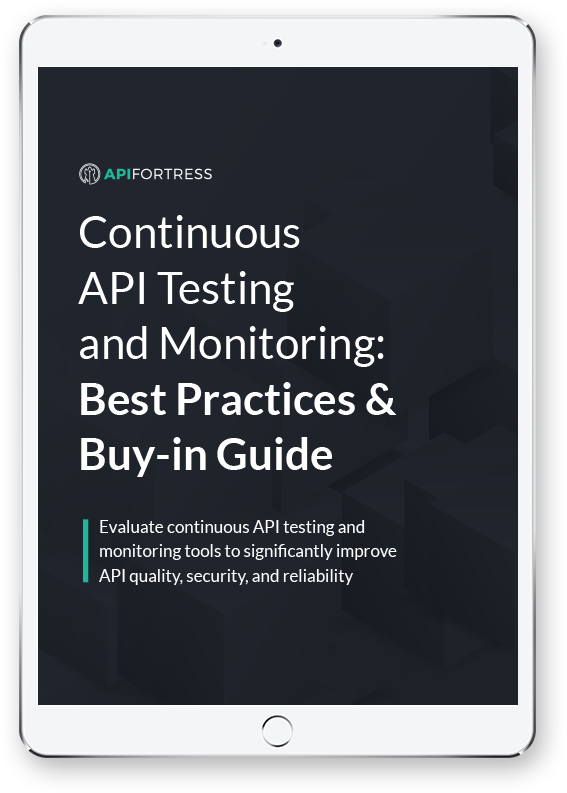 APIFORTRESS
Continuous
API Testing
and Monitoring:
Best Practices &
Buy-in Guide
Evaluate continuous API testing and
monitoring tools to significantly improve
API quality, security, and reliability